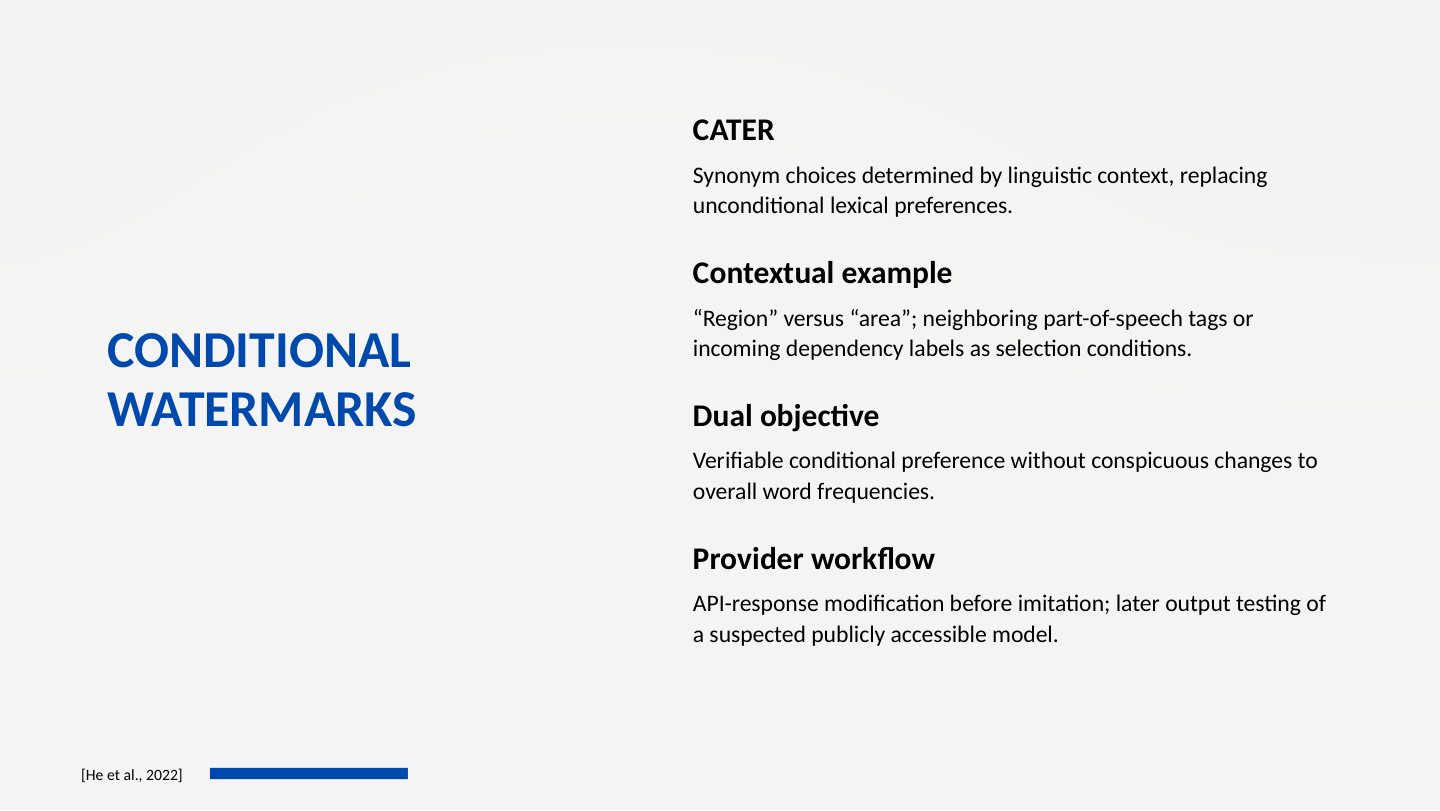 CONDITIONAL
WATERMARKS
CATER
Synonym choices determined by linguistic context, replacing
unconditional lexical preferences.
Contextual example
“Region” versus “area”; neighboring part-of-speech tags or
incoming dependency labels as selection conditions.
Dual objective
Verifiable conditional preference without conspicuous changes to
overall word frequencies.
Provider workflow
API-response modification before imitation; later output testing of
a suspected publicly accessible model.
[He et al., 2022]